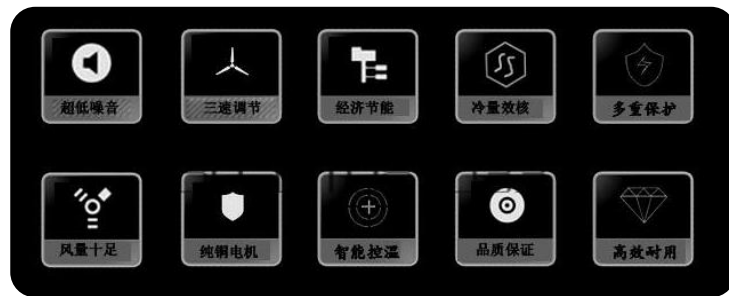 超低噪音
三速调节
经济节能
冷量效核
多重保护
风量十足
纯铜电机
智能控温
品质保证
高效耐用